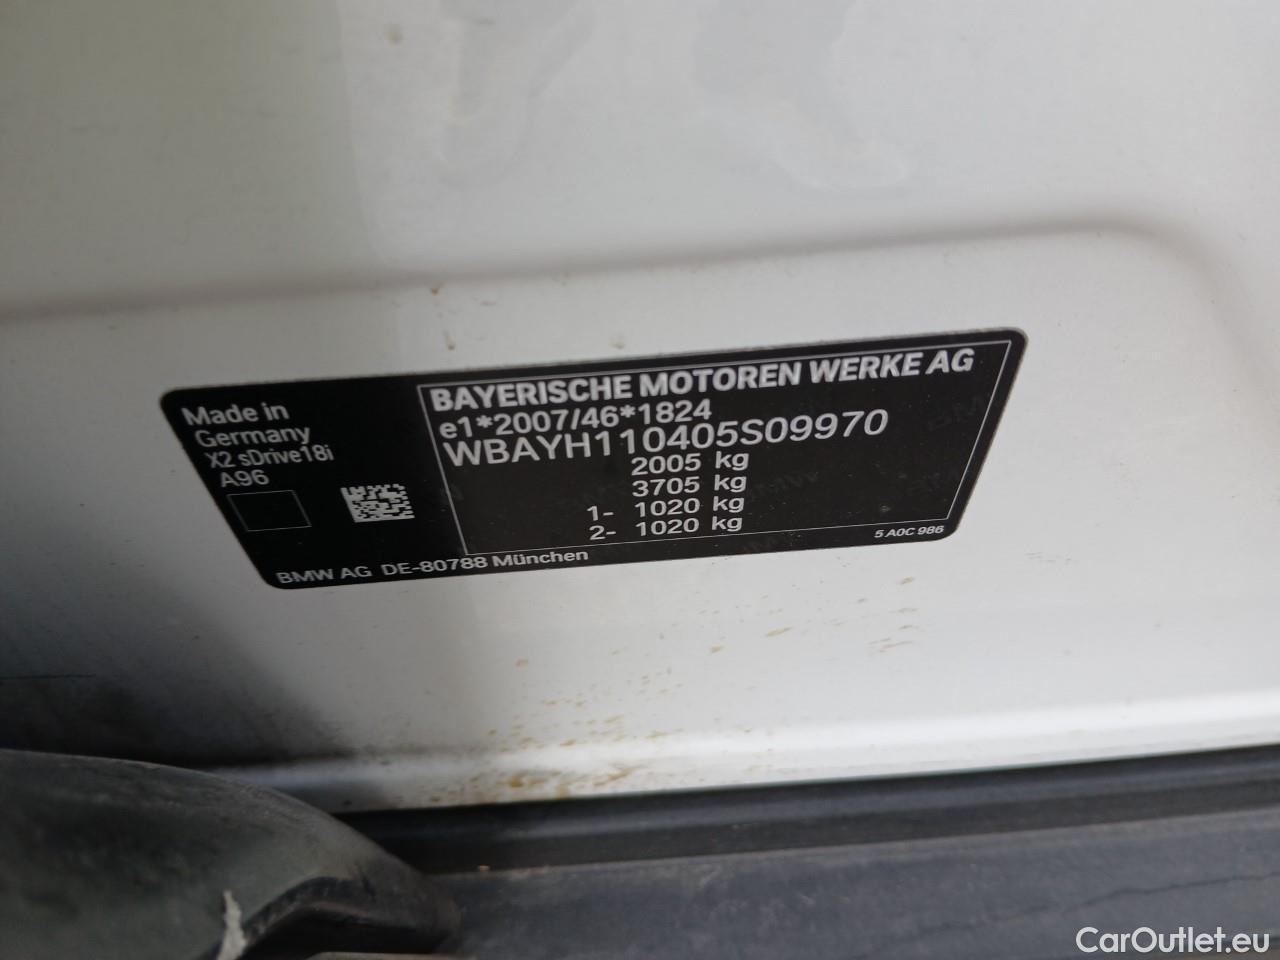 Made in
Germany
X2 sDrive18i
A96
BAYERISCHE MOTOREN WERKE AG
e1*2007/46*1824
WBAYH110405S09970
2005 kg
3705 kg
1- 1020 kg
2- 1020 kg
5 A0C 986
BMW AG DE-80788 München
CarOutlet.eu